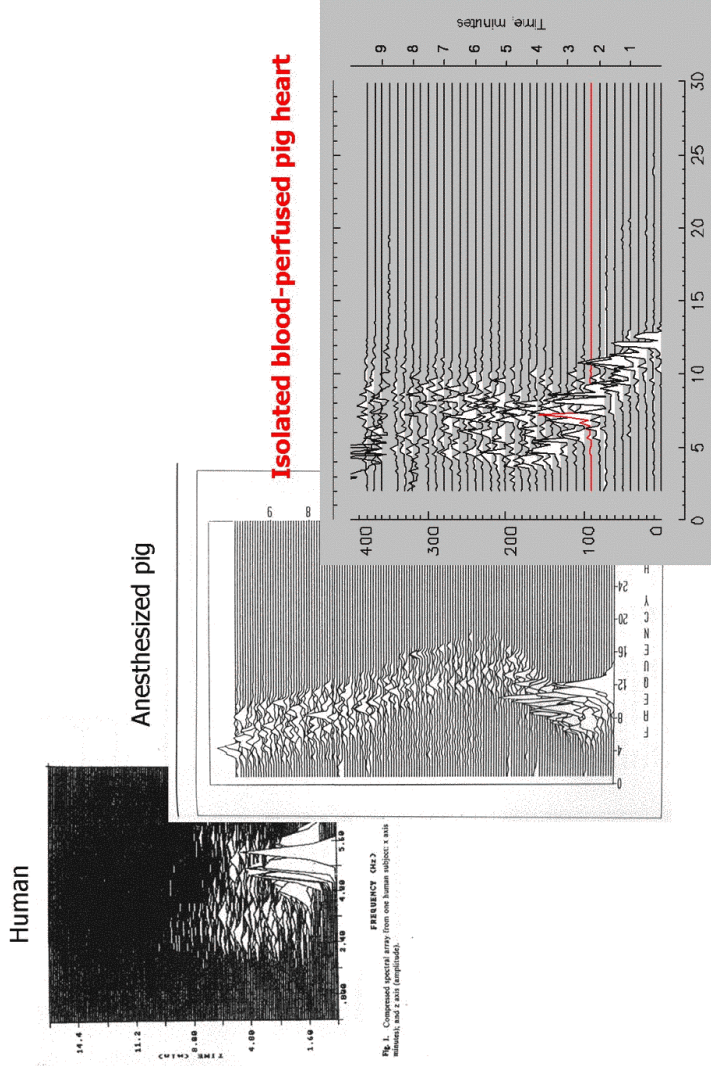 Human
14.4
11.2
8.00
4.80
1.60
TIME (MIN)
.800 2.40 4.00 5.60
FREQUENCY (Hz)
Fig. 1. Compressed spectral array from one human subject: x axis
minutes); and z axis (amplitude).
Anesthesized pig
9
8
0 4 8 12 16 20 24
F R E Q U E N C Y H
Isolated blood-perfused pig heart
400
300
200
100
0
0 5 10 15 20 25 30
9
8
7
6
5
4
3
2
1
Time, minutes